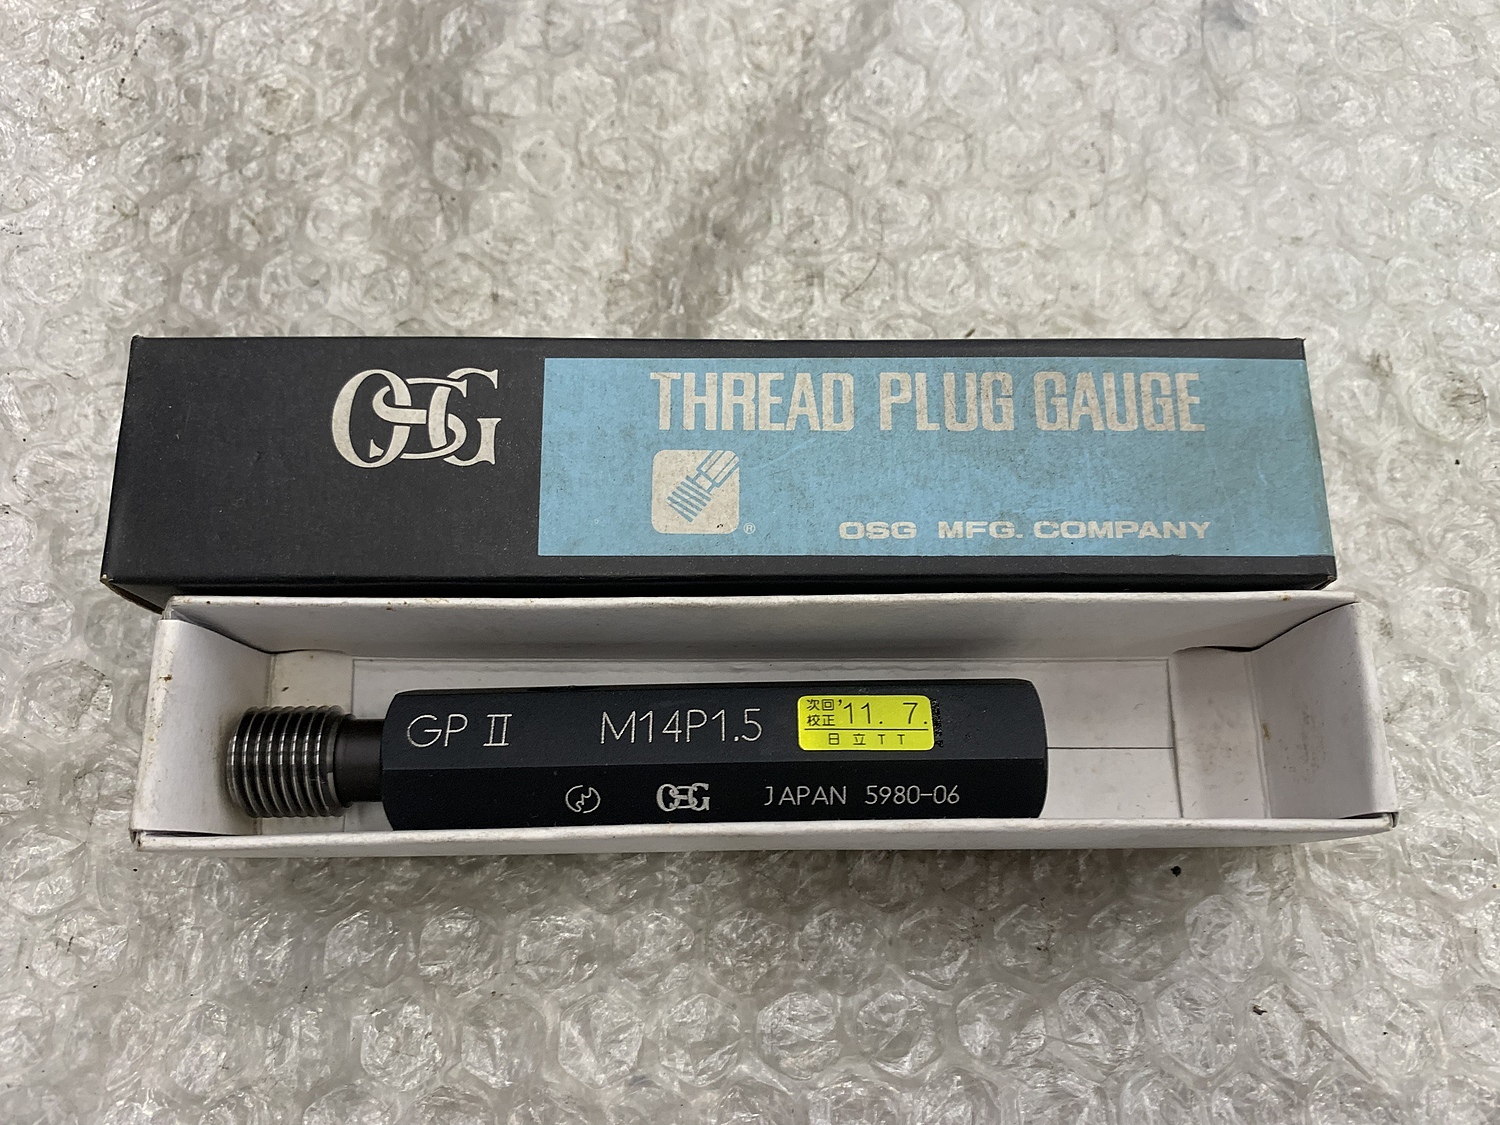 OSG
THREAD PLUG GAUGE
®
OSG MFG. COMPANY
GP II M14P1.5
次回 '11. 7.
校正
日立TT
OSG JAPAN 5980-06